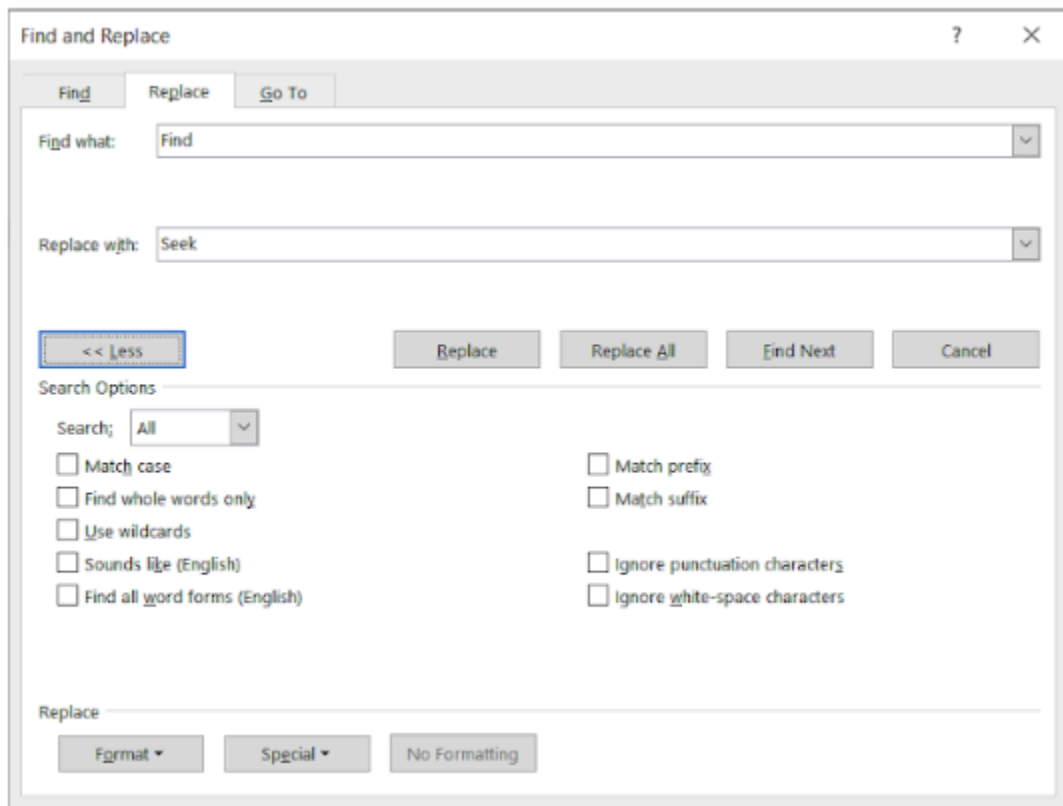 Find and Replace ?
Find Replace Go To
Find what: Find
Replace with: Seek
<< Less Replace Replace All Find Next Cancel
Search Options
Search; All
Match case Match prefix
Find whole words only Match suffix
Use wildcards
Sounds like (English) Ignore punctuation characters
Find all word forms (English) Ignore white-space characters
Replace
Format Special No Formatting